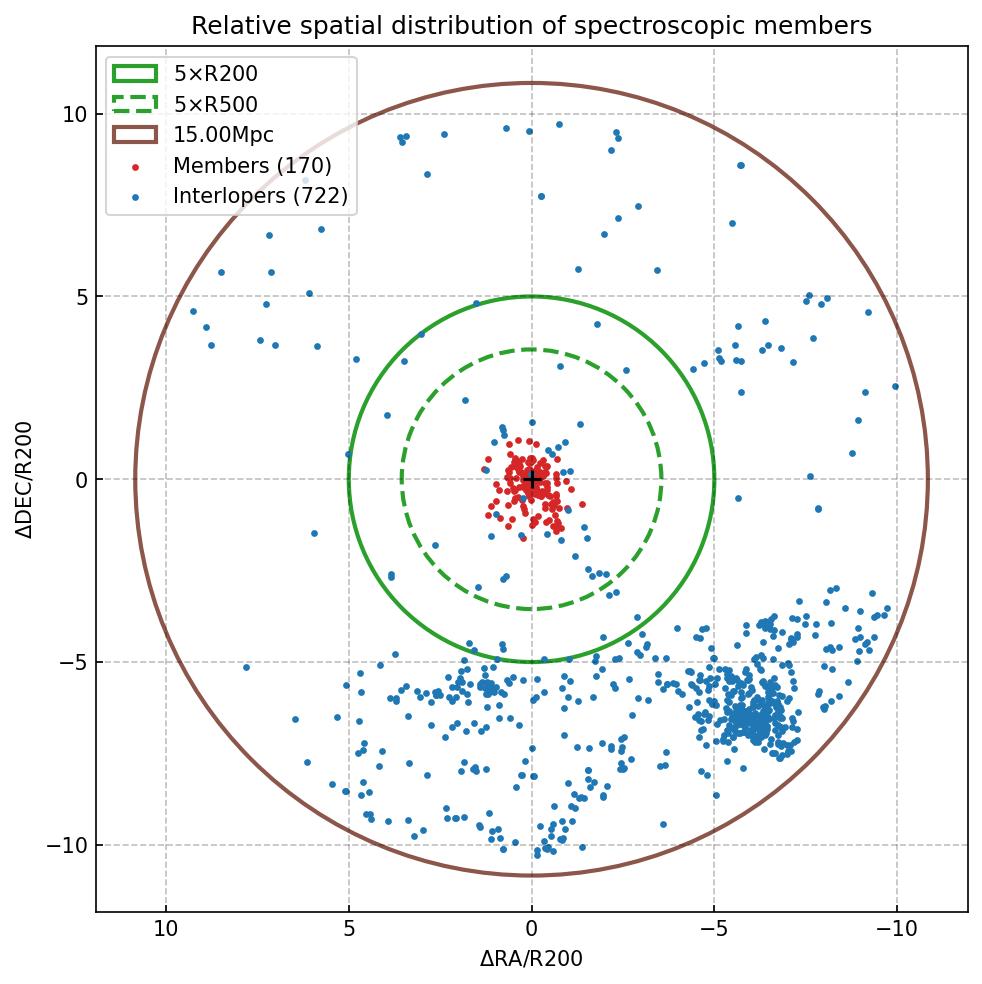 Relative spatial distribution of spectroscopic members
5×R200
5×R500
15.00Mpc
Members (170)
Interlopers (722)
10
5
0
−5
−10
ΔDEC/R200
10
5
0
−5
−10
ΔRA/R200